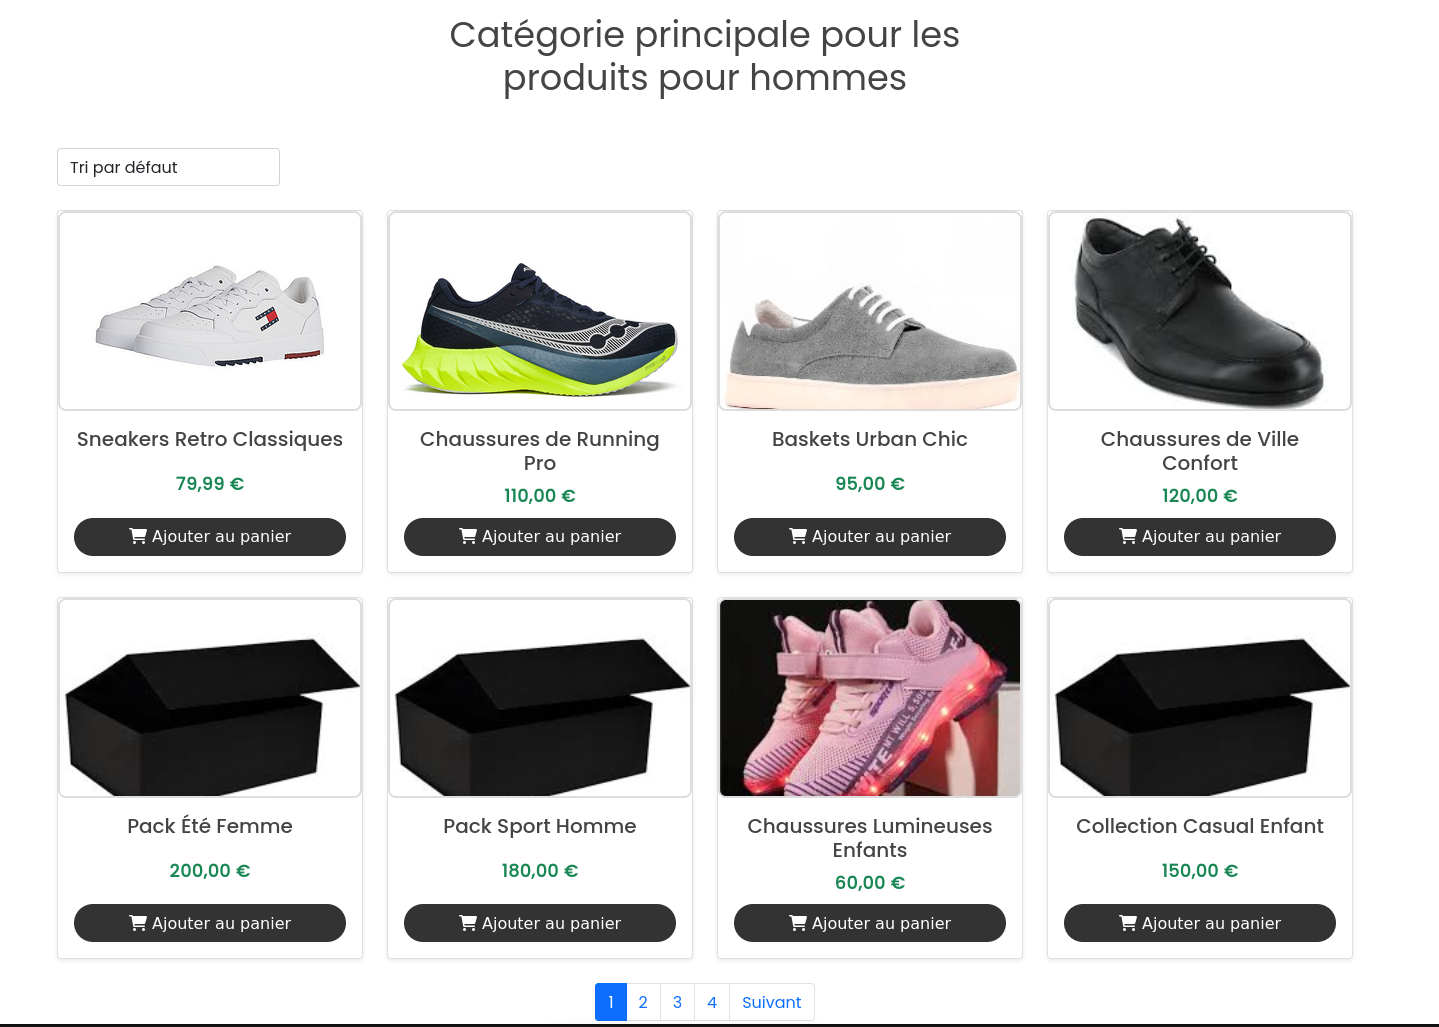 Catégorie principale pour les
produits pour hommes
Tri par défaut
Sneakers Retro Classiques
79,99 €
Ajouter au panier
Chaussures de Running
Pro
110,00 €
Ajouter au panier
Baskets Urban Chic
95,00 €
Ajouter au panier
Chaussures de Ville
Confort
120,00 €
Ajouter au panier
Pack Été Femme
200,00 €
Ajouter au panier
Pack Sport Homme
180,00 €
Ajouter au panier
Chaussures Lumineuses
Enfants
60,00 €
Ajouter au panier
Collection Casual Enfant
150,00 €
Ajouter au panier
1 2 3 4 Suivant